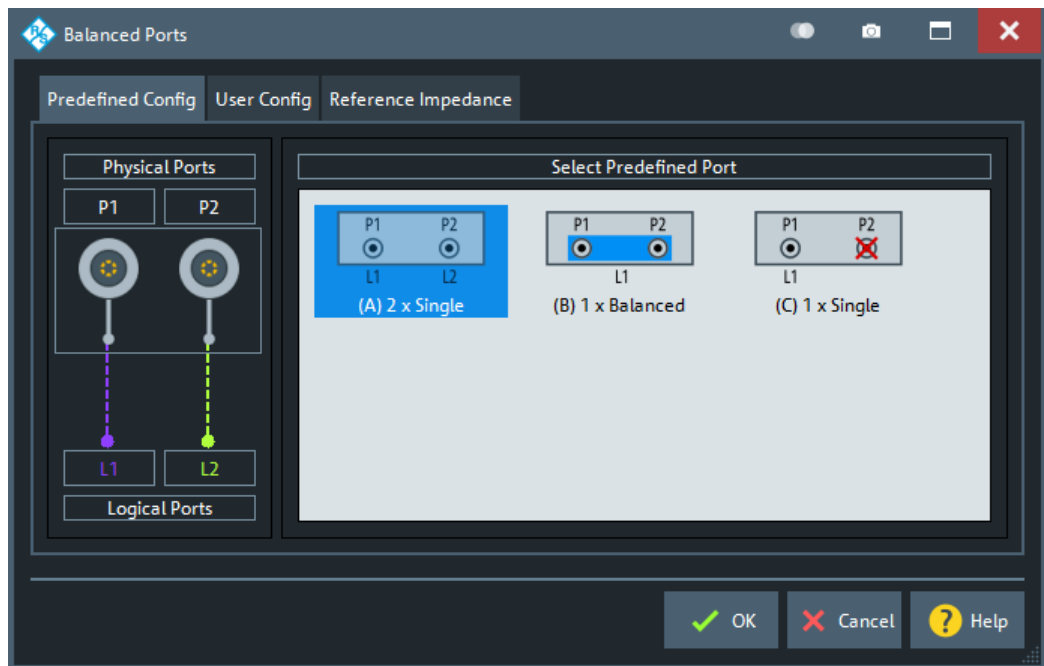 R&S Balanced Ports
Predefined Config User Config Reference Impedance
Physical Ports
P1 P2
L1 L2
Logical Ports
Select Predefined Port
P1 P2
L1 L2
(A) 2 x Single
P1 P2
L1
(B) 1 x Balanced
P1 P2
L1
(C) 1 x Single
OK Cancel ? Help